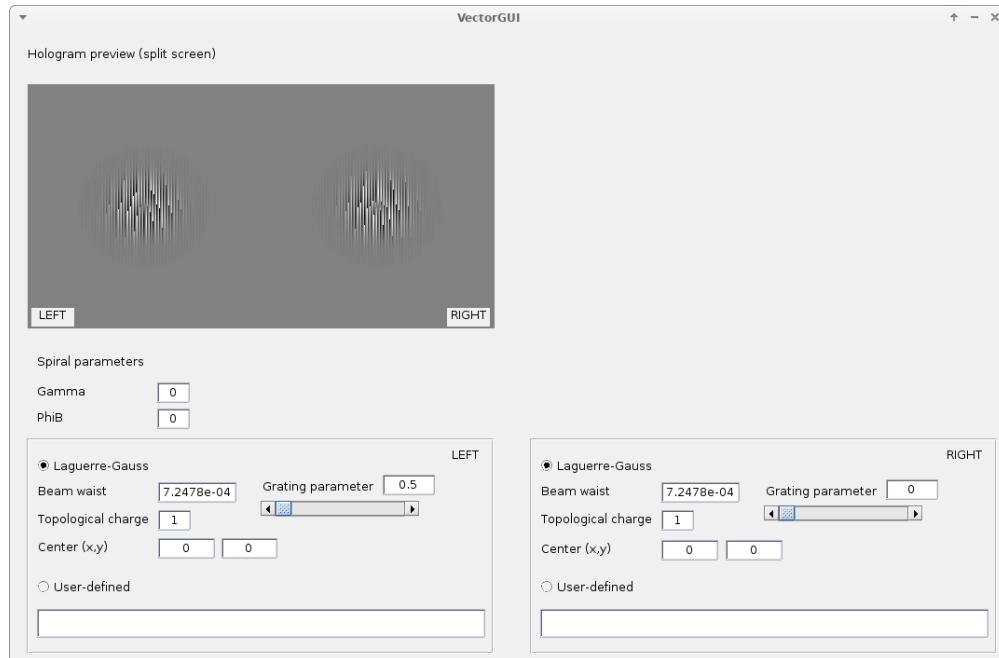 VectorGUI
Hologram preview (split screen)
LEFT
RIGHT
Spiral parameters
Gamma 0
PhiB 0
LEFT
Laguerre-Gauss
Beam waist 7.2478e-04 Grating parameter 0.5
Topological charge 1
Center (x,y) 0 0
User-defined
RIGHT
Laguerre-Gauss
Beam waist 7.2478e-04 Grating parameter 0
Topological charge 1
Center (x,y) 0 0
User-defined